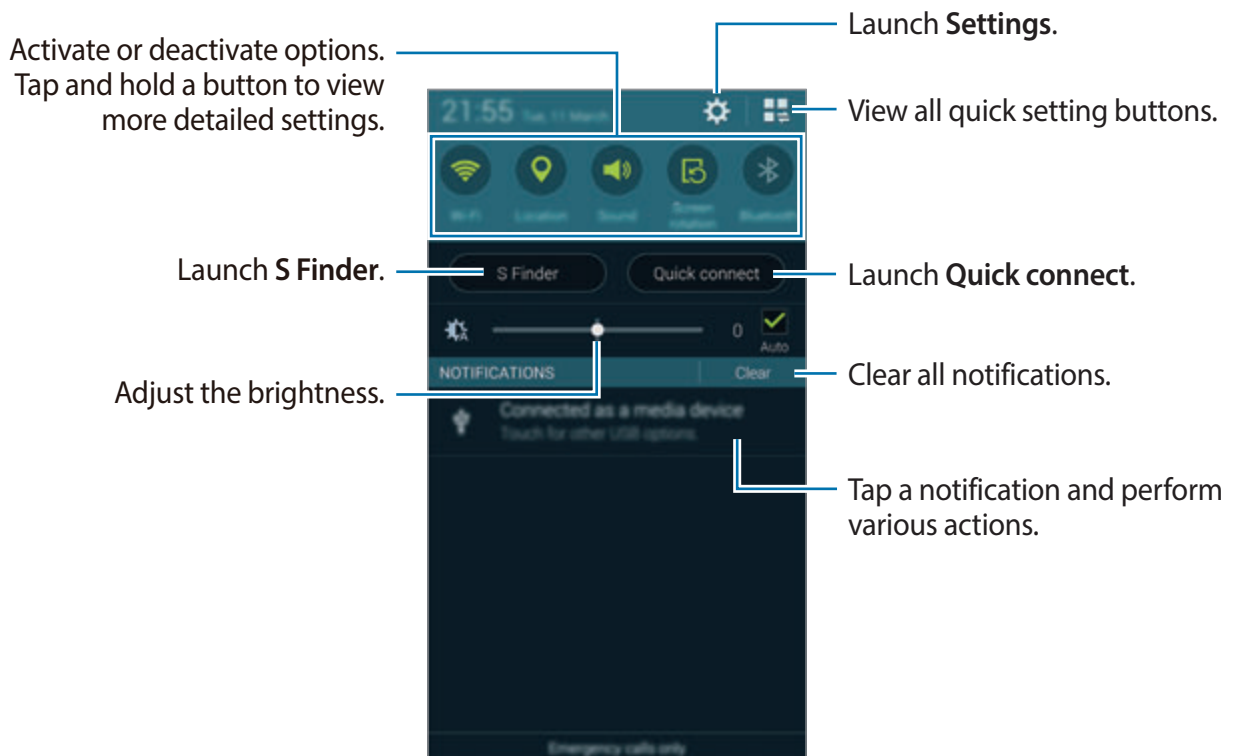 Launch Settings.
Activate or deactivate options.
Tap and hold a button to view
more detailed settings.
View all quick setting buttons.
21:55 Tue, 11 March
Wi-Fi
Location
Sound
Screen
rotation
Bluetooth
Launch S Finder.
S Finder
Quick connect
Launch Quick connect.
0
Auto
Adjust the brightness.
NOTIFICATIONS
Clear
Clear all notifications.
Connected as a media device
Touch for other USB options.
Tap a notification and perform
various actions.
Emergency calls only